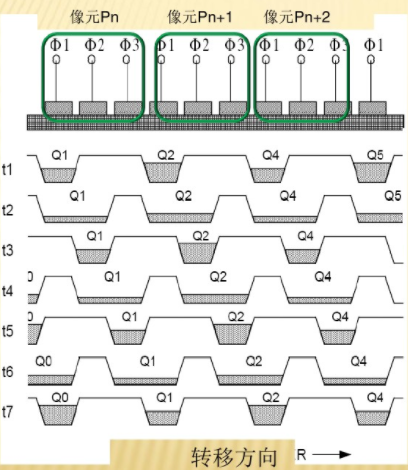 像元Pn 像元Pn+1 像元Pn+2
Φ1 Φ2 Φ3 Φ1 Φ2 Φ3 Φ1 Φ2 Φ3 Φ1
t1 Q1 Q2 Q4 Q5
t2 Q1 Q2 Q4 Q5
t3 Q1 Q2 Q4
t4 0 Q1 Q2 Q4
t5 0 Q1 Q2 Q4
t6 Q0 Q1 Q2 Q4
t7 Q0 Q1 Q2 Q4
转移方向 R